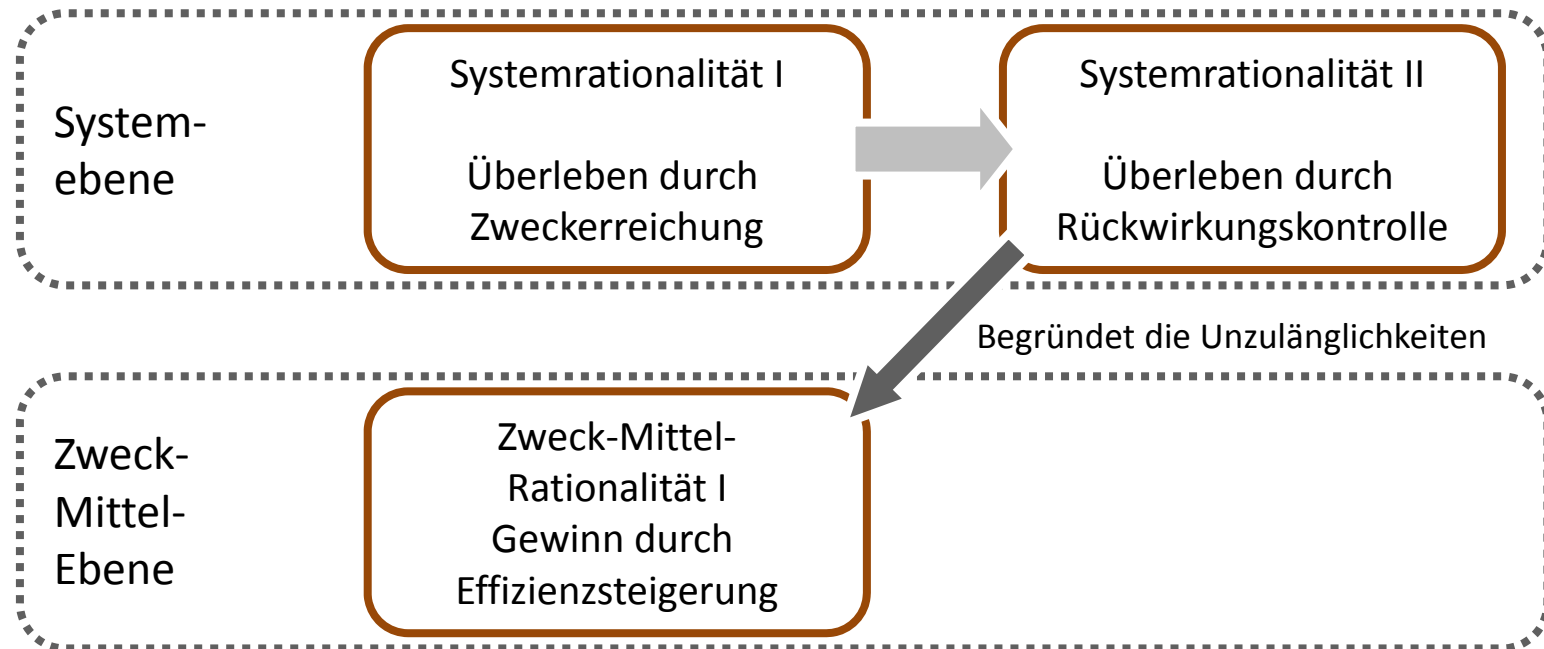 System-
ebene
Systemrationalität I
Überleben durch
Zweckerreichung
Systemrationalität II
Überleben durch
Rückwirkungskontrolle
Begründet die Unzulänglichkeiten
Zweck-
Mittel-
Ebene
Zweck-Mittel-
Rationalität I
Gewinn durch
Effizienzsteigerung